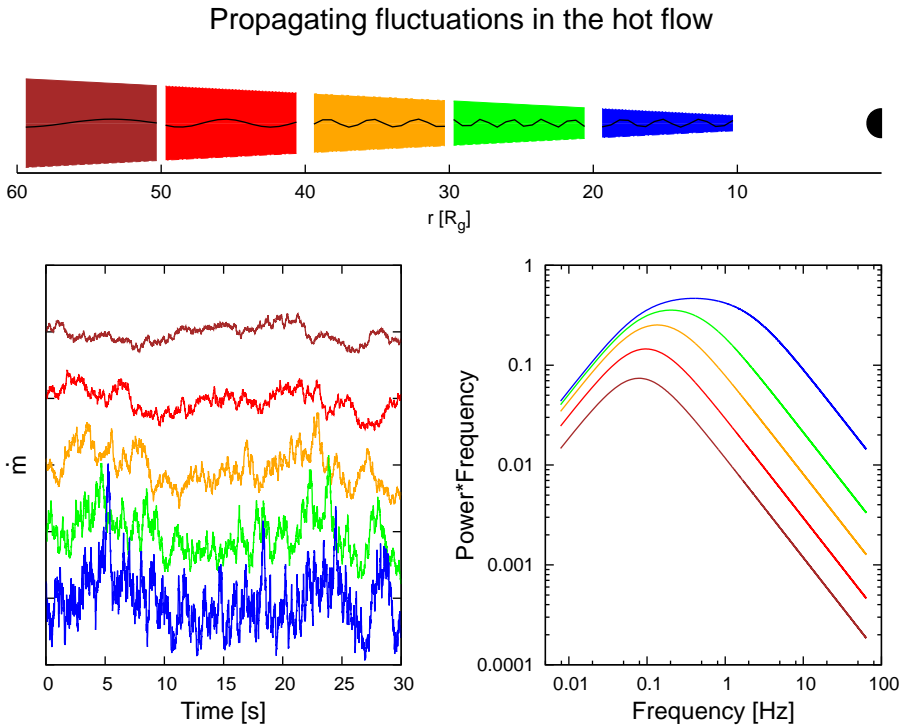 Propagating fluctuations in the hot flow
60 50 40 30 20 10
r [R_g]
ṁ
0 5 10 15 20 25 30
Time [s]
Power*Frequency
1
0.1
0.01
0.001
0.0001
0.01 0.1 1 10 100
Frequency [Hz]